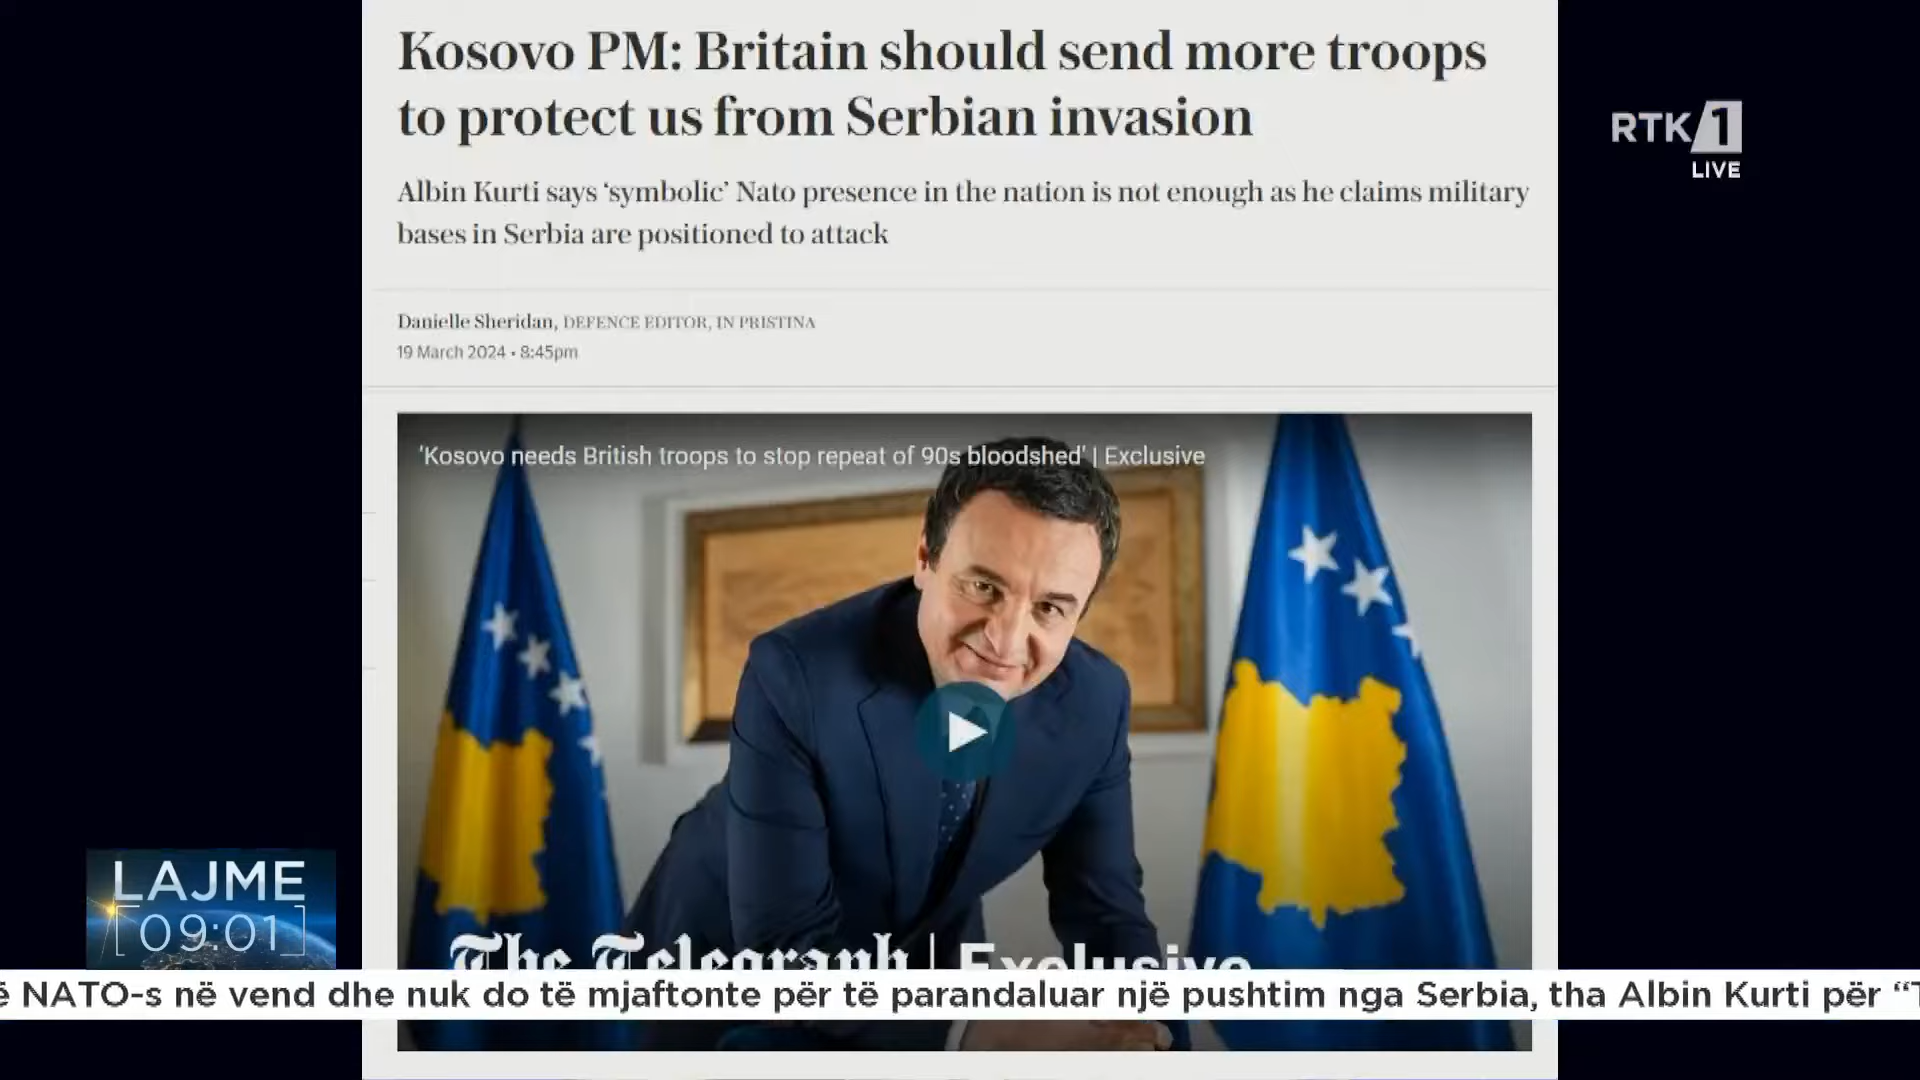 Kosovo PM: Britain should send more troops
to protect us from Serbian invasion
Albin Kurti says ‘symbolic’ Nato presence in the nation is not enough as he claims military
bases in Serbia are positioned to attack
Danielle Sheridan, DEFENCE EDITOR, IN PRISTINA
19 March 2024 • 8:45pm
'Kosovo needs British troops to stop repeat of 90s bloodshed' | Exclusive
The Telegraph | Exclusive
RTK 1
LIVE
LAJME
[09:01]
NATO-s në vend dhe nuk do të mjaftonte për të parandaluar një pushtim nga Serbia, tha Albin Kurti për “